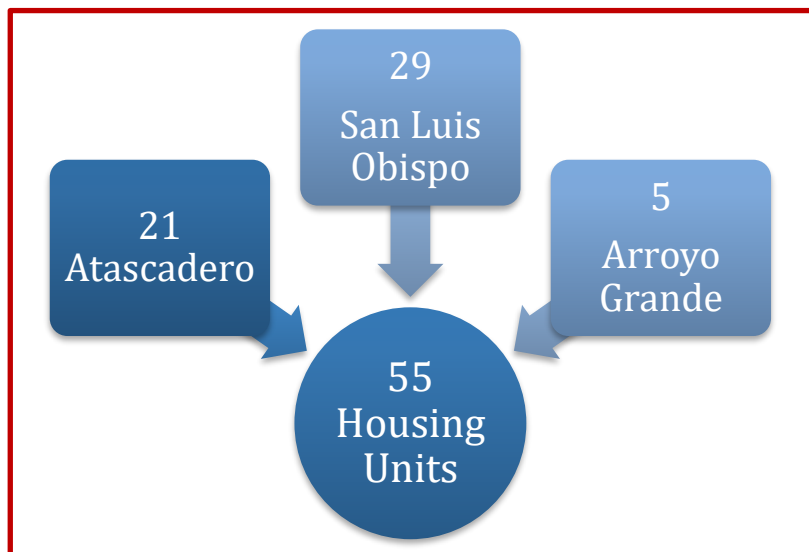 29
San Luis
Obispo
21
Atascadero
5
Arroyo
Grande
55
Housing
Units